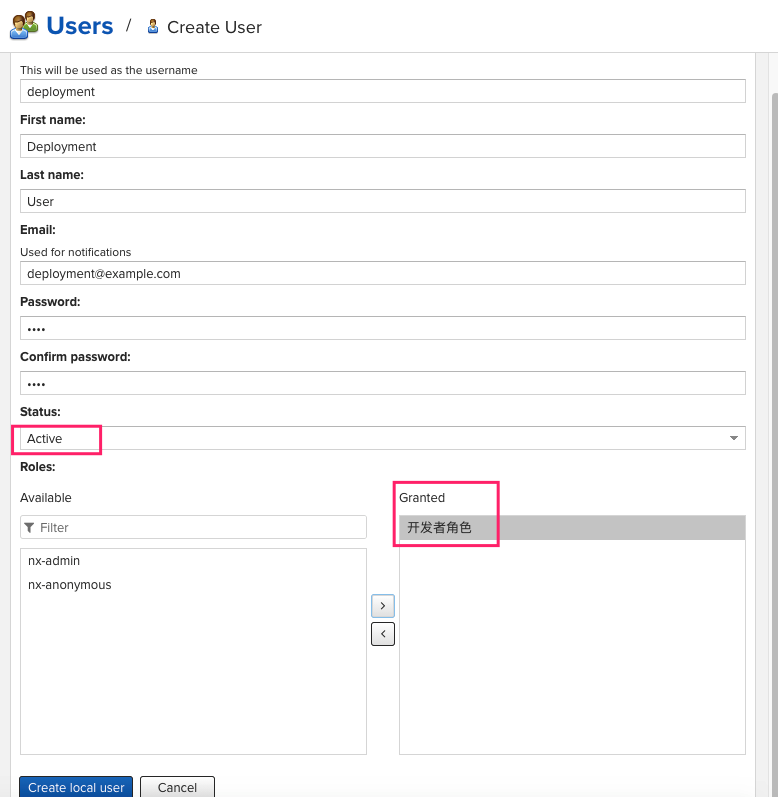 Users / Create User
This will be used as the username
deployment
First name:
Deployment
Last name:
User
Email:
Used for notifications
deployment@example.com
Password:
••••
Confirm password:
••••
Status:
Active
Roles:
Available
Granted
Filter
开发者角色
nx-admin
nx-anonymous
Create local user
Cancel